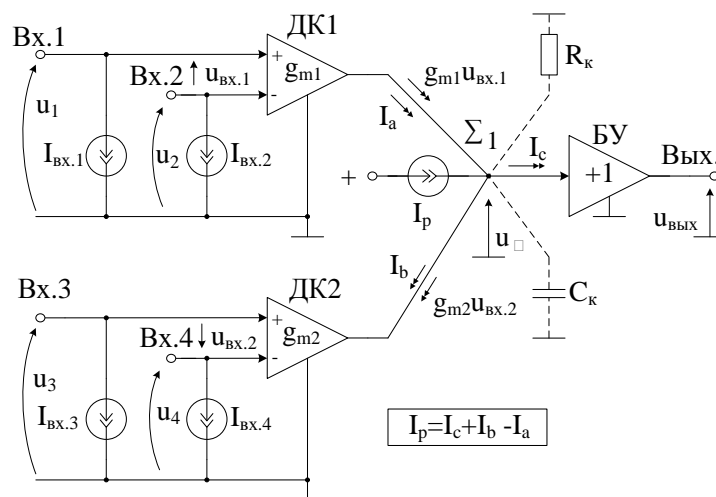 ДК1
Вх.1
+
g_m1
-
Вх.2
u_вх.1
u_1
I_вх.1
u_2
I_вх.2
g_m1u_вх.1
I_a
R_к
Σ_1
I_c
БУ
+1
Вых.
u_вых
+
I_p
u
I_b
g_m2u_вх.2
C_к
Вх.3
ДК2
+
g_m2
-
Вх.4
u_вх.2
u_3
I_вх.3
u_4
I_вх.4
I_p=I_c+I_b -I_a